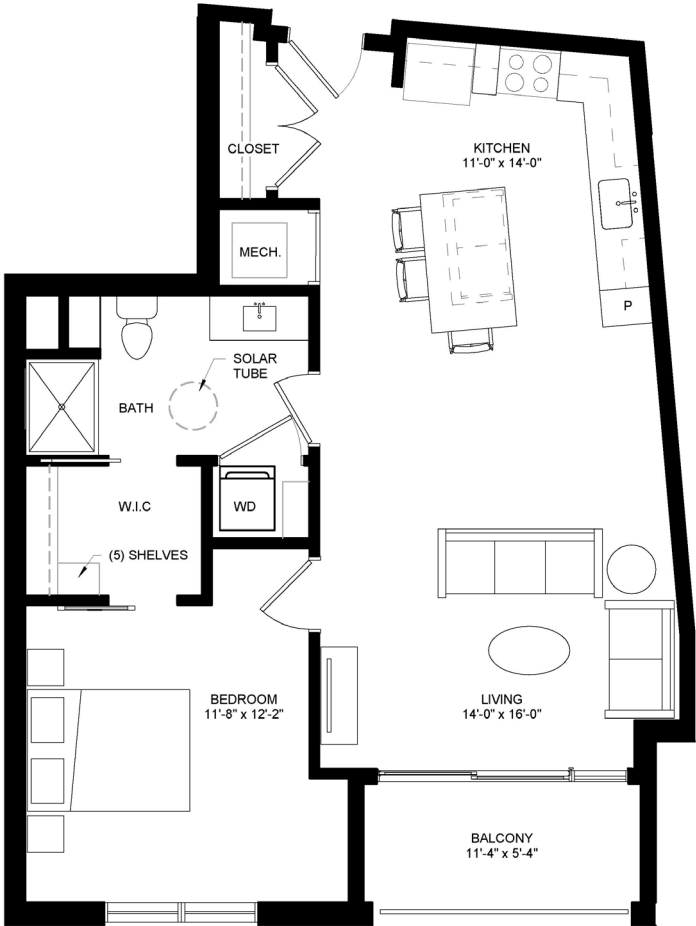 CLOSET
KITCHEN
11'-0" x 14'-0"
MECH.
P
SOLAR
TUBE
BATH
W.I.C
WD
(5) SHELVES
BEDROOM
11'-8" x 12'-2"
LIVING
14'-0" x 16'-0"
BALCONY
11'-4" x 5'-4"